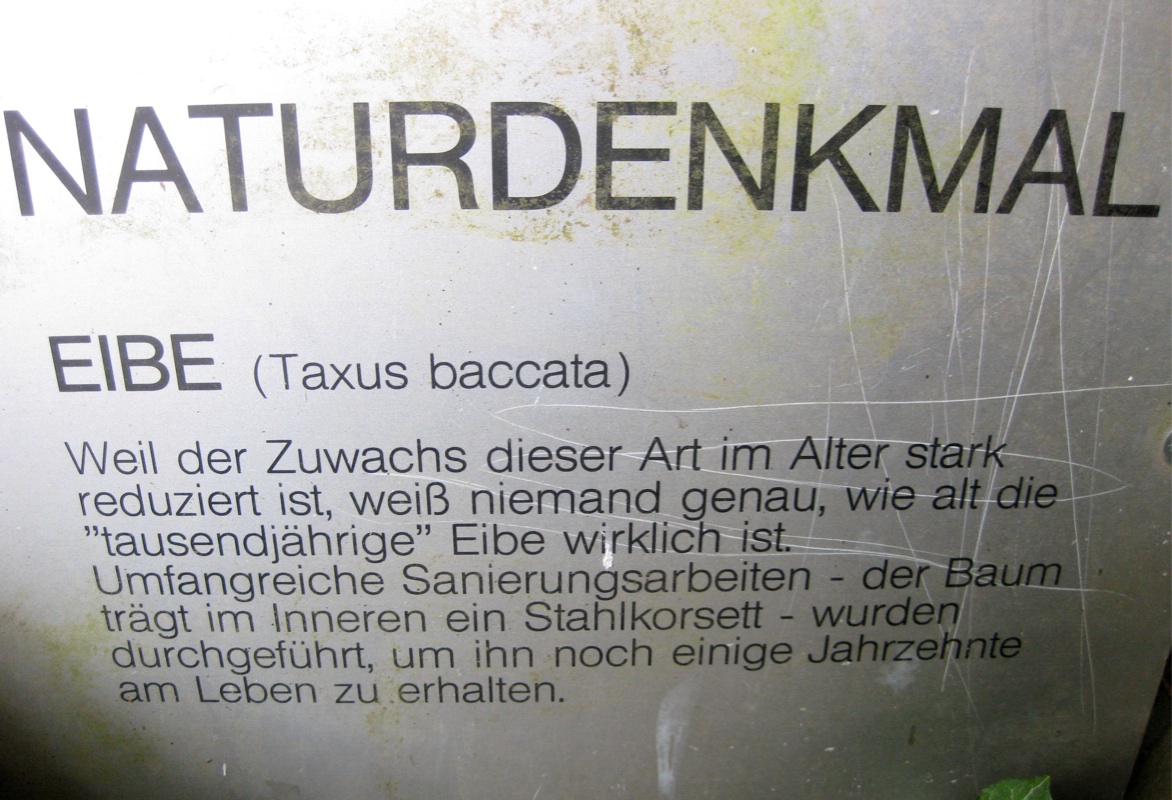 NATURDENKMAL
EIBE (Taxus baccata)
Weil der Zuwachs dieser Art im Alter stark
reduziert ist, weiß niemand genau, wie alt die
”tausendjährige” Eibe wirklich ist.
Umfangreiche Sanierungsarbeiten - der Baum
trägt im Inneren ein Stahlkorsett - wurden
durchgeführt, um ihn noch einige Jahrzehnte
am Leben zu erhalten.